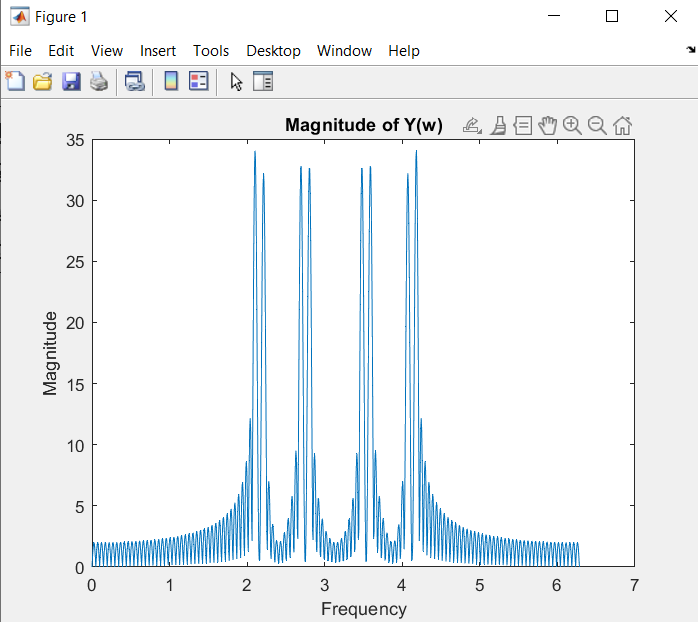 Figure 1
File Edit View Insert Tools Desktop Window Help
Magnitude of Y(w)
35
30
25
20
15
10
5
0
Magnitude
0 1 2 3 4 5 6 7
Frequency